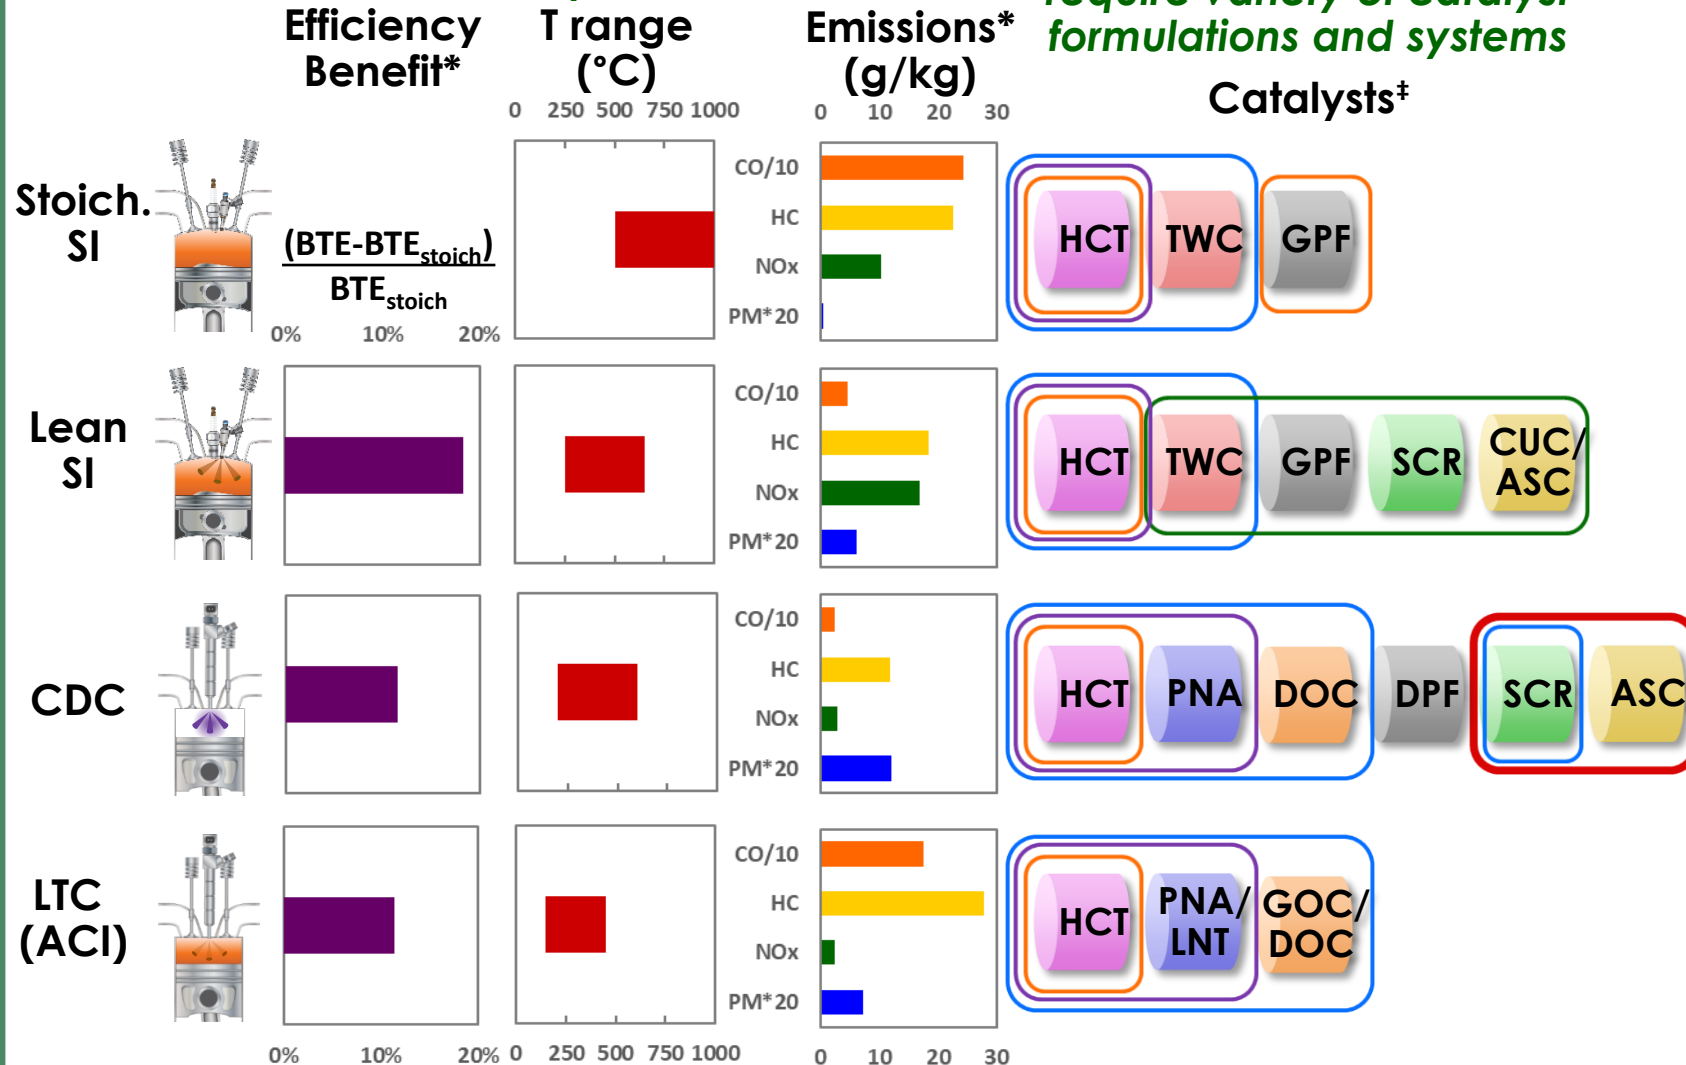 Efficiency
Benefit*
T range
(°C)
Emissions*
(g/kg)
require variety of catalyst
formulations and systems
Catalysts‡
0 250 500 750 1000
0 10 20 30
Stoich.
SI
(BTE-BTEstoich)
BTEstoich
0% 10% 20%
CO/10
HC
NOx
PM*20
HCT TWC GPF
Lean
SI
CO/10
HC
NOx
PM*20
HCT TWC GPF SCR CUC/
ASC
CDC
CO/10
HC
NOx
PM*20
HCT PNA DOC DPF SCR ASC
LTC
(ACI)
CO/10
HC
NOx
PM*20
HCT PNA/
LNT GOC/
DOC
0% 10% 20% 0 250 500 750 1000 0 10 20 30